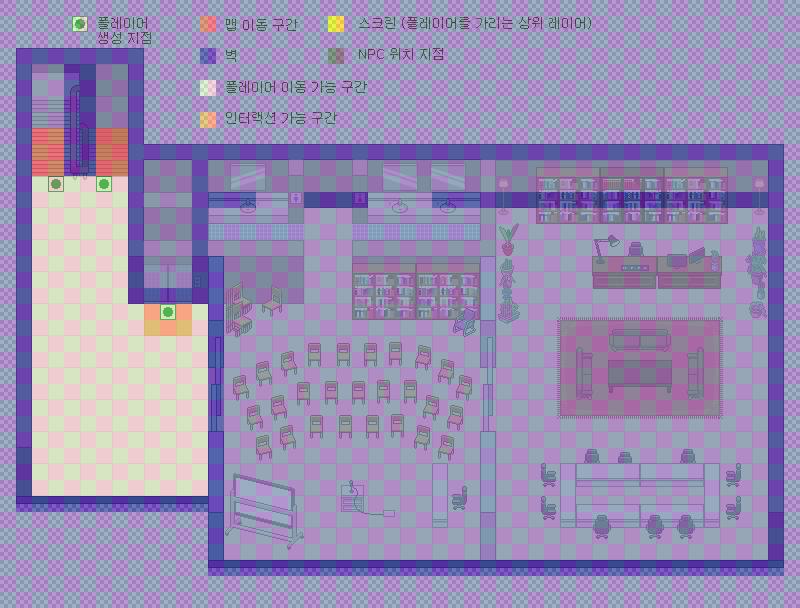 플레이어
생성 지점
맵 이동 구간
스크린 (플레이어를 가리는 상위 레이어)
벽
NPC 위치 지점
플레이어 이동 가능 구간
인터랙션 가능 구간